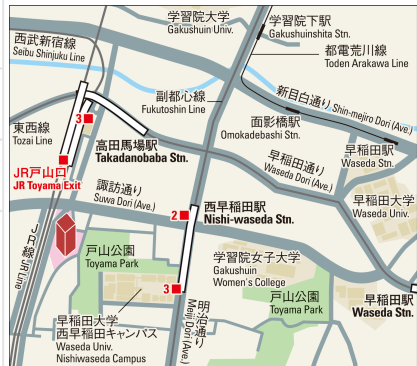 学習院大学
Gakushuin Univ.
学習院下駅
Gakushuinshita Stn.
西武新宿線
Seibu Shinjuku Line
都電荒川線
Toden Arakawa Line
副都心線
Fukutoshin Line
新目白通り Shin-mejiro Dori (Ave.)
面影橋駅
Omokadebashi Stn.
3
東西線
Tozai Line
高田馬場駅
Takadanobaba Stn.
早稲田通り
Waseda Dori (Ave.)
早稲田駅
Waseda Stn.
JR戸山口
JR Toyama Exit
諏訪通り
Suwa Dori (Ave.)
2
西早稲田駅
Nishi-waseda Stn.
早稲田大学
Waseda Univ.
JR線 JR Line
戸山公園
Toyama Park
学習院女子大学
Gakushuin
Women's College
3
戸山公園
Toyama Park
早稲田駅
Waseda Stn.
早稲田大学
西早稲田キャンパス
Waseda Univ.
Nishiwaseda Campus
明治通り
Meiji Dori (Ave.)